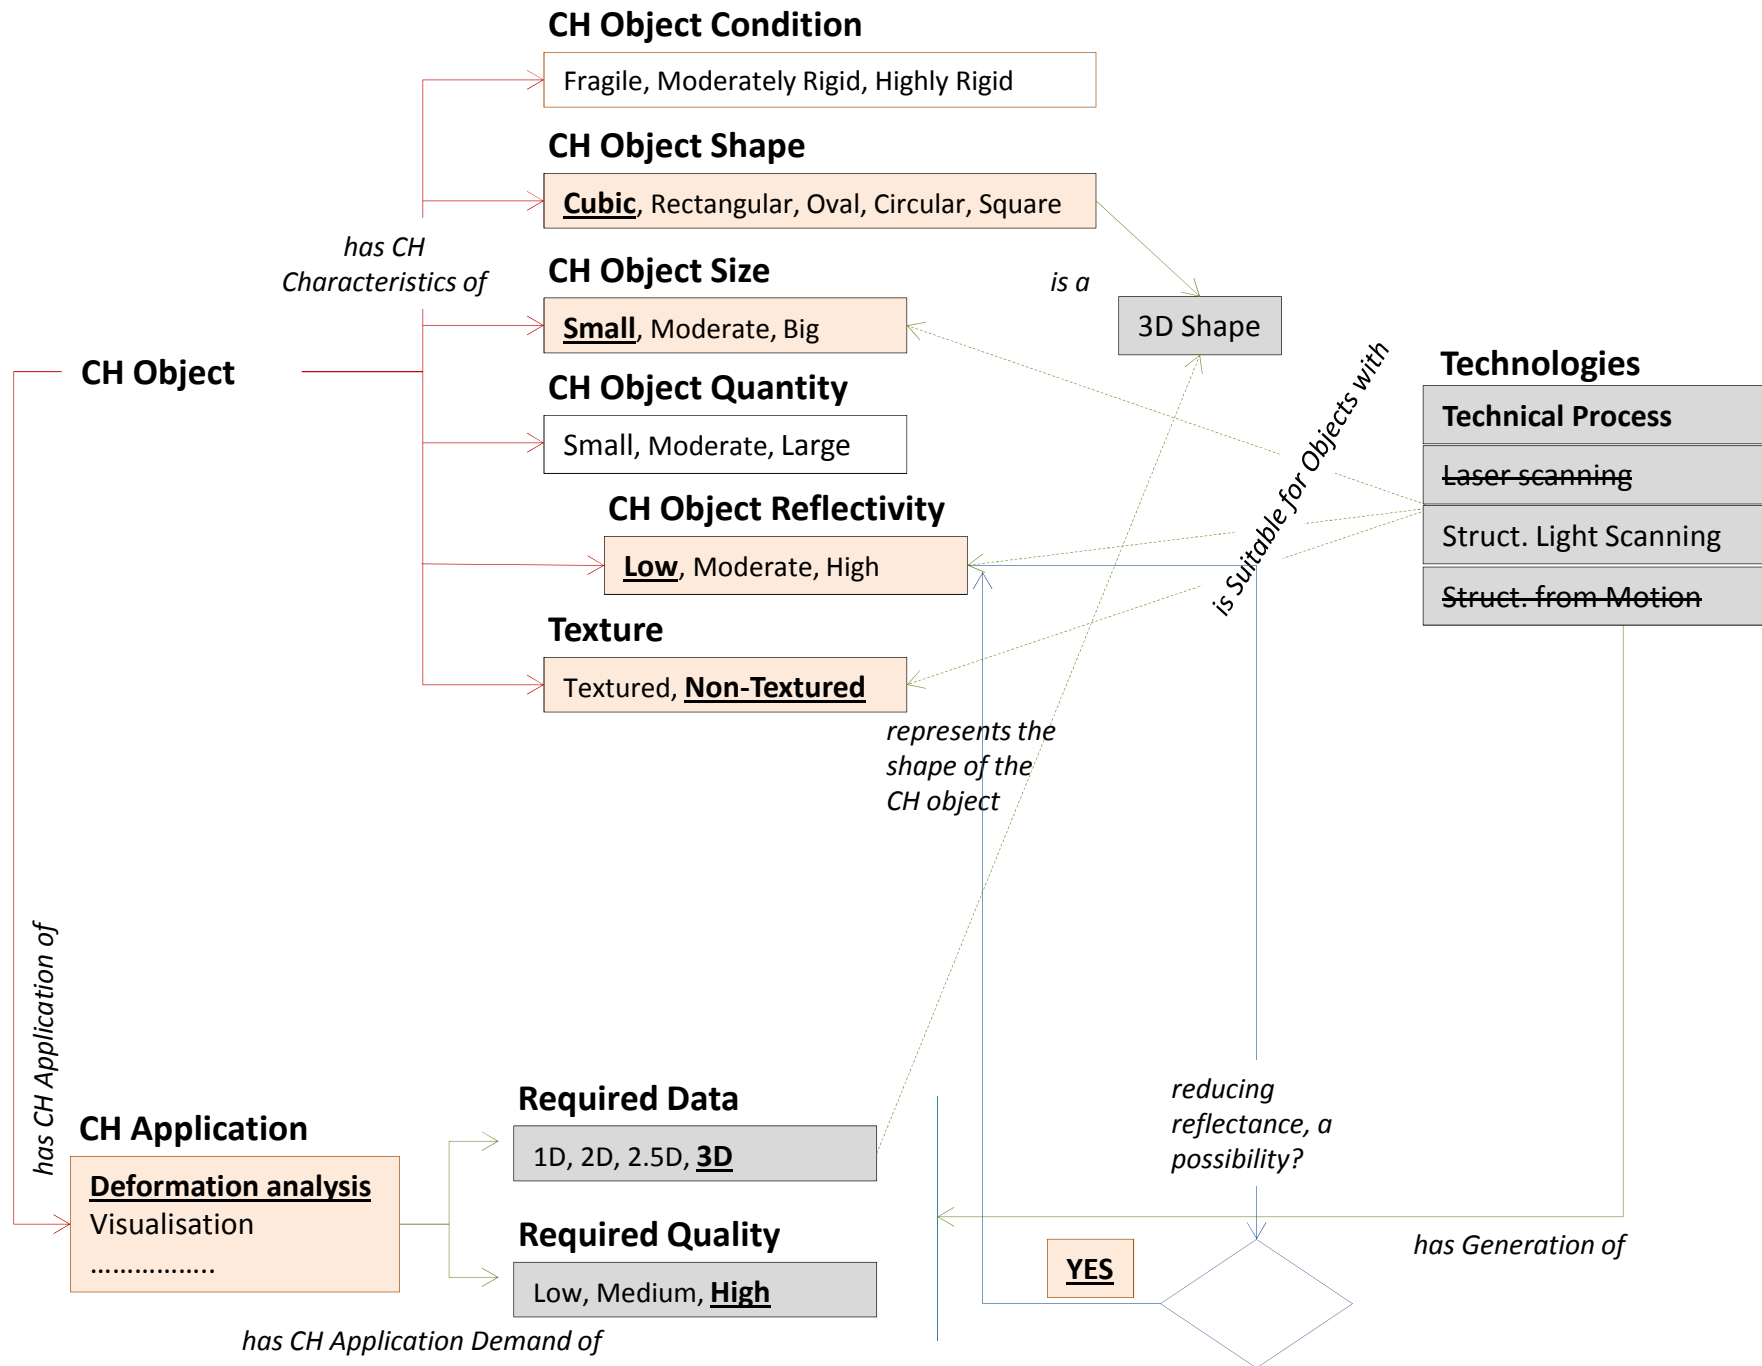 CH Object Condition
Fragile, Moderately Rigid, Highly Rigid
CH Object Shape
Cubic, Rectangular, Oval, Circular, Square
has CH
Characteristics of
CH Object Size
Small, Moderate, Big
is a
3D Shape
CH Object
CH Object Quantity
Small, Moderate, Large
is Suitable for Objects with
Technologies
Technical Process
Laser scanning
Struct. Light Scanning
Struct. from Motion
CH Object Reflectivity
Low, Moderate, High
Texture
Textured, Non-Textured
represents the
shape of the
CH object
has CH Application of
CH Application
Deformation analysis
Visualisation
……………..
Required Data
1D, 2D, 2.5D, 3D
Required Quality
Low, Medium, High
has CH Application Demand of
reducing
reflectance, a
possibility?
YES
has Generation of